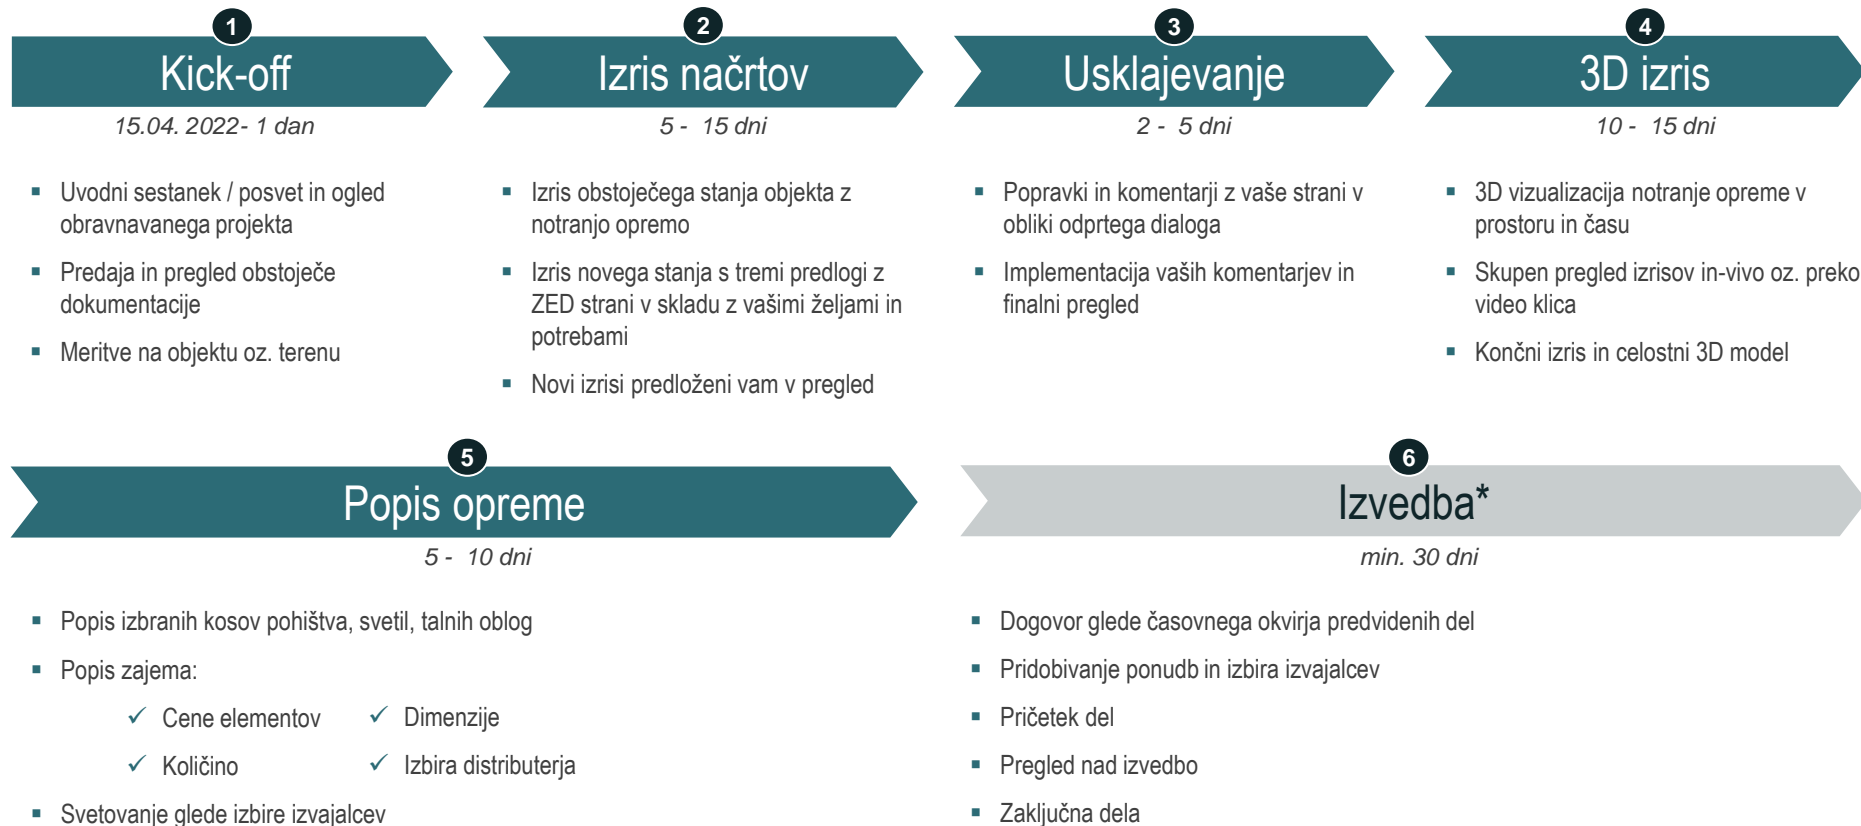 1
Kick-off
15.04. 2022- 1 dan
▪ Uvodni sestanek / posvet in ogled
obravnavanega projekta
▪ Predaja in pregled obstoječe
dokumentacije
▪ Meritve na objektu oz. terenu
2
Izris načrtov
5 - 15 dni
▪ Izris obstoječega stanja objekta z
notranjo opremo
▪ Izris novega stanja s tremi predlogi z
ZED strani v skladu z vašimi željami in
potrebami
▪ Novi izrisi predloženi vam v pregled
3
Usklajevanje
2 - 5 dni
▪ Popravki in komentarji z vaše strani v
obliki odprtega dialoga
▪ Implementacija vaših komentarjev in
finalni pregled
4
3D izris
10 - 15 dni
▪ 3D vizualizacija notranje opreme v
prostoru in času
▪ Skupen pregled izrisov in-vivo oz. preko
video klica
▪ Končni izris in celostni 3D model
5
Popis opreme
5 - 10 dni
▪ Popis izbranih kosov pohištva, svetil, talnih oblog
▪ Popis zajema:
✓ Cene elementov ✓ Dimenzije
✓ Količino ✓ Izbira distributerja
▪ Svetovanje glede izbire izvajalcev
6
Izvedba*
min. 30 dni
▪ Dogovor glede časovnega okvirja predvidenih del
▪ Pridobivanje ponudb in izbira izvajalcev
▪ Pričetek del
▪ Pregled nad izvedbo
▪ Zaključna dela